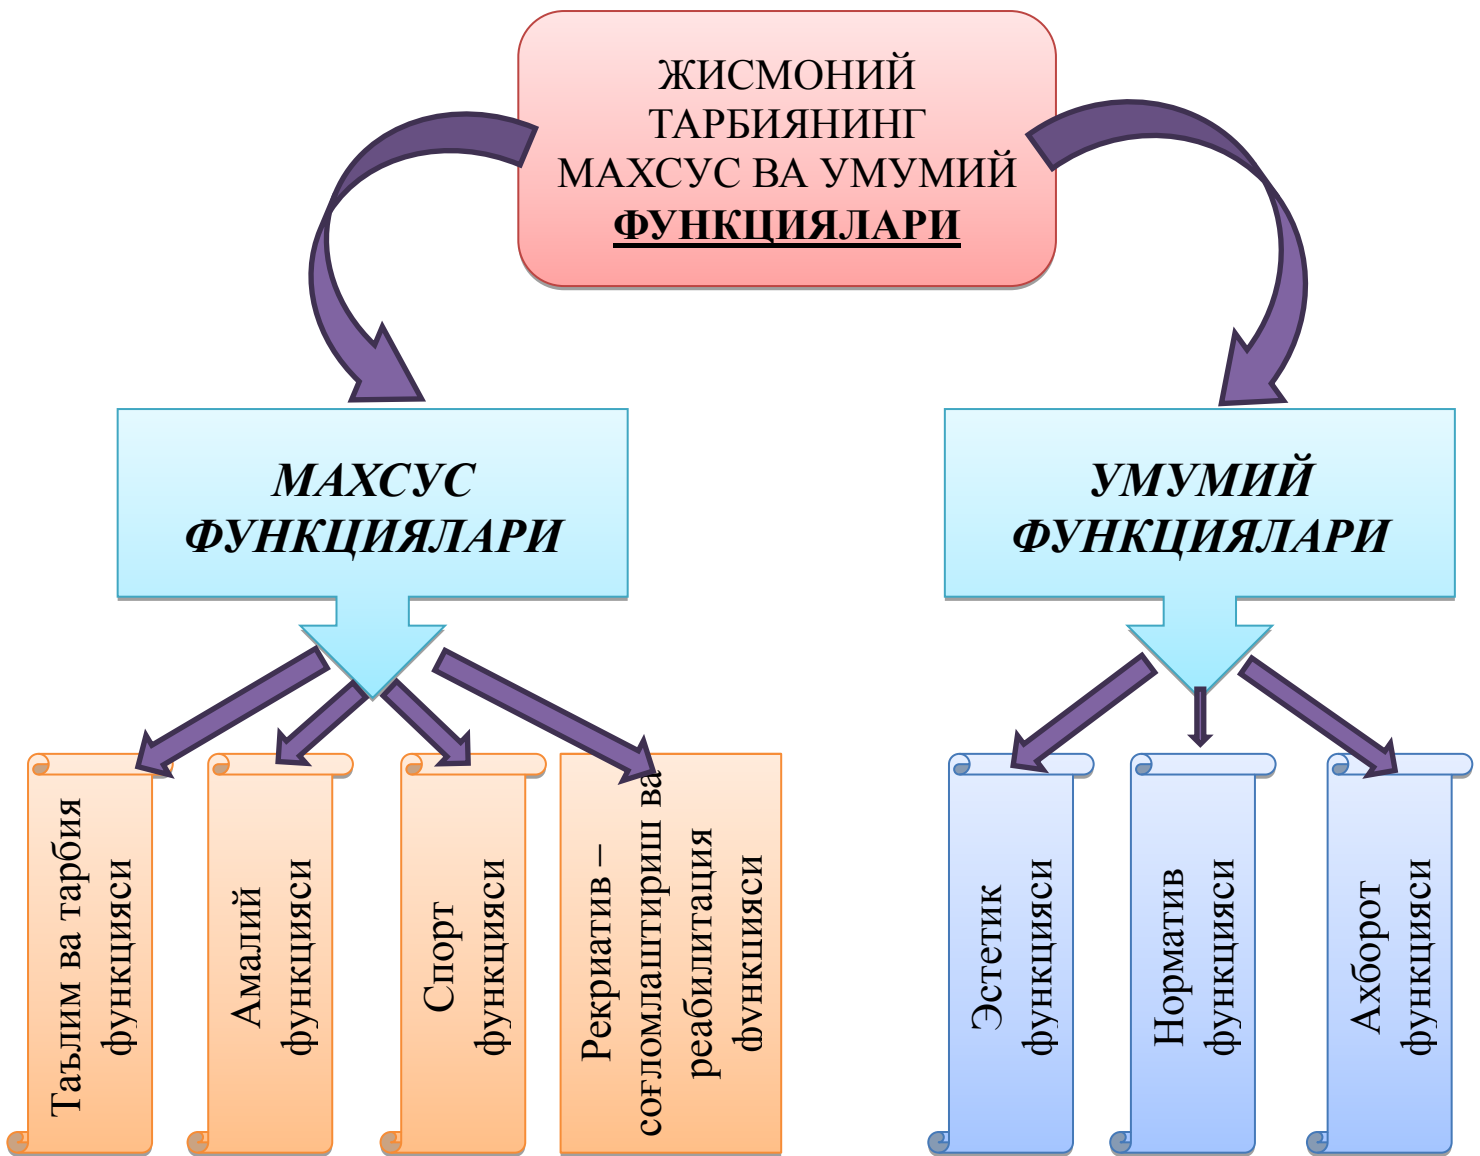 ЖИСМОНИЙ
ТАРБИЯНИНГ
МАХСУС ВА УМУМИЙ
ФУНКЦИЯЛАРИ
МАХСУС
ФУНКЦИЯЛАРИ
УМУМИЙ
ФУНКЦИЯЛАРИ
Таълим ва тарбия
функцияси
Амалий
функцияси
Спорт
функцияси
Рекриатив –
соғломлаштириш ва
реабилитация
функцияси
Эстетик
функцияси
Норматив
функцияси
Ахборот
функцияси